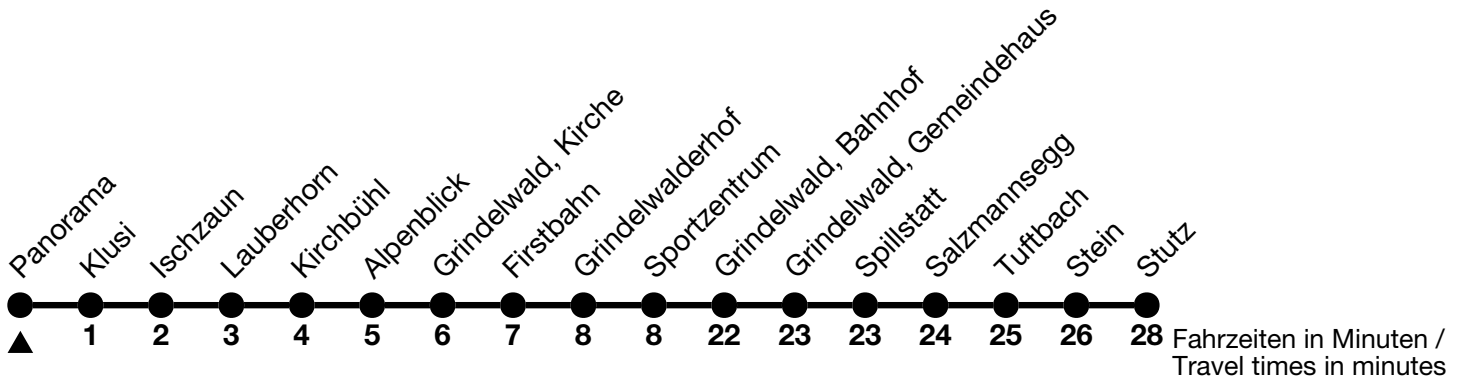 Panorama
Klusi
Ischzaun
Lauberhorn
Kirchbühl
Alpenblick
Grindelwald, Kirche
Firstbahn
Grindelwalderhof
Sportzentrum
Grindelwald, Bahnhof
Grindelwald, Gemeindehaus
Spillstatt
Salzmannsegg
Tuftbach
Stein
Stutz
1 2 3 4 5 6 7 8 8 22 23 23 24 25 26 28
Fahrzeiten in Minuten /
Travel times in minutes